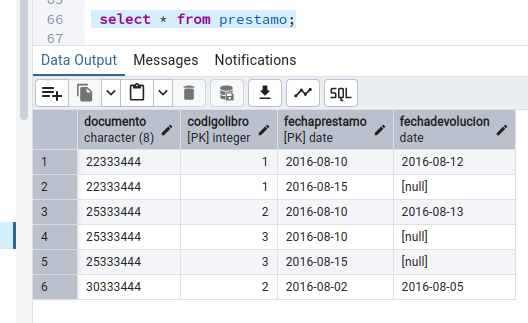 66 select * from prestamo;
67
Data Output Messages Notifications
SQL
documento codigolibro fechaprestamo fechadevolucion
character (8) [PK] integer [PK] date date
1 22333444 1 2016-08-10 2016-08-12
2 22333444 1 2016-08-15 [null]
3 25333444 2 2016-08-10 2016-08-13
4 25333444 3 2016-08-10 [null]
5 25333444 3 2016-08-15 [null]
6 30333444 2 2016-08-02 2016-08-05